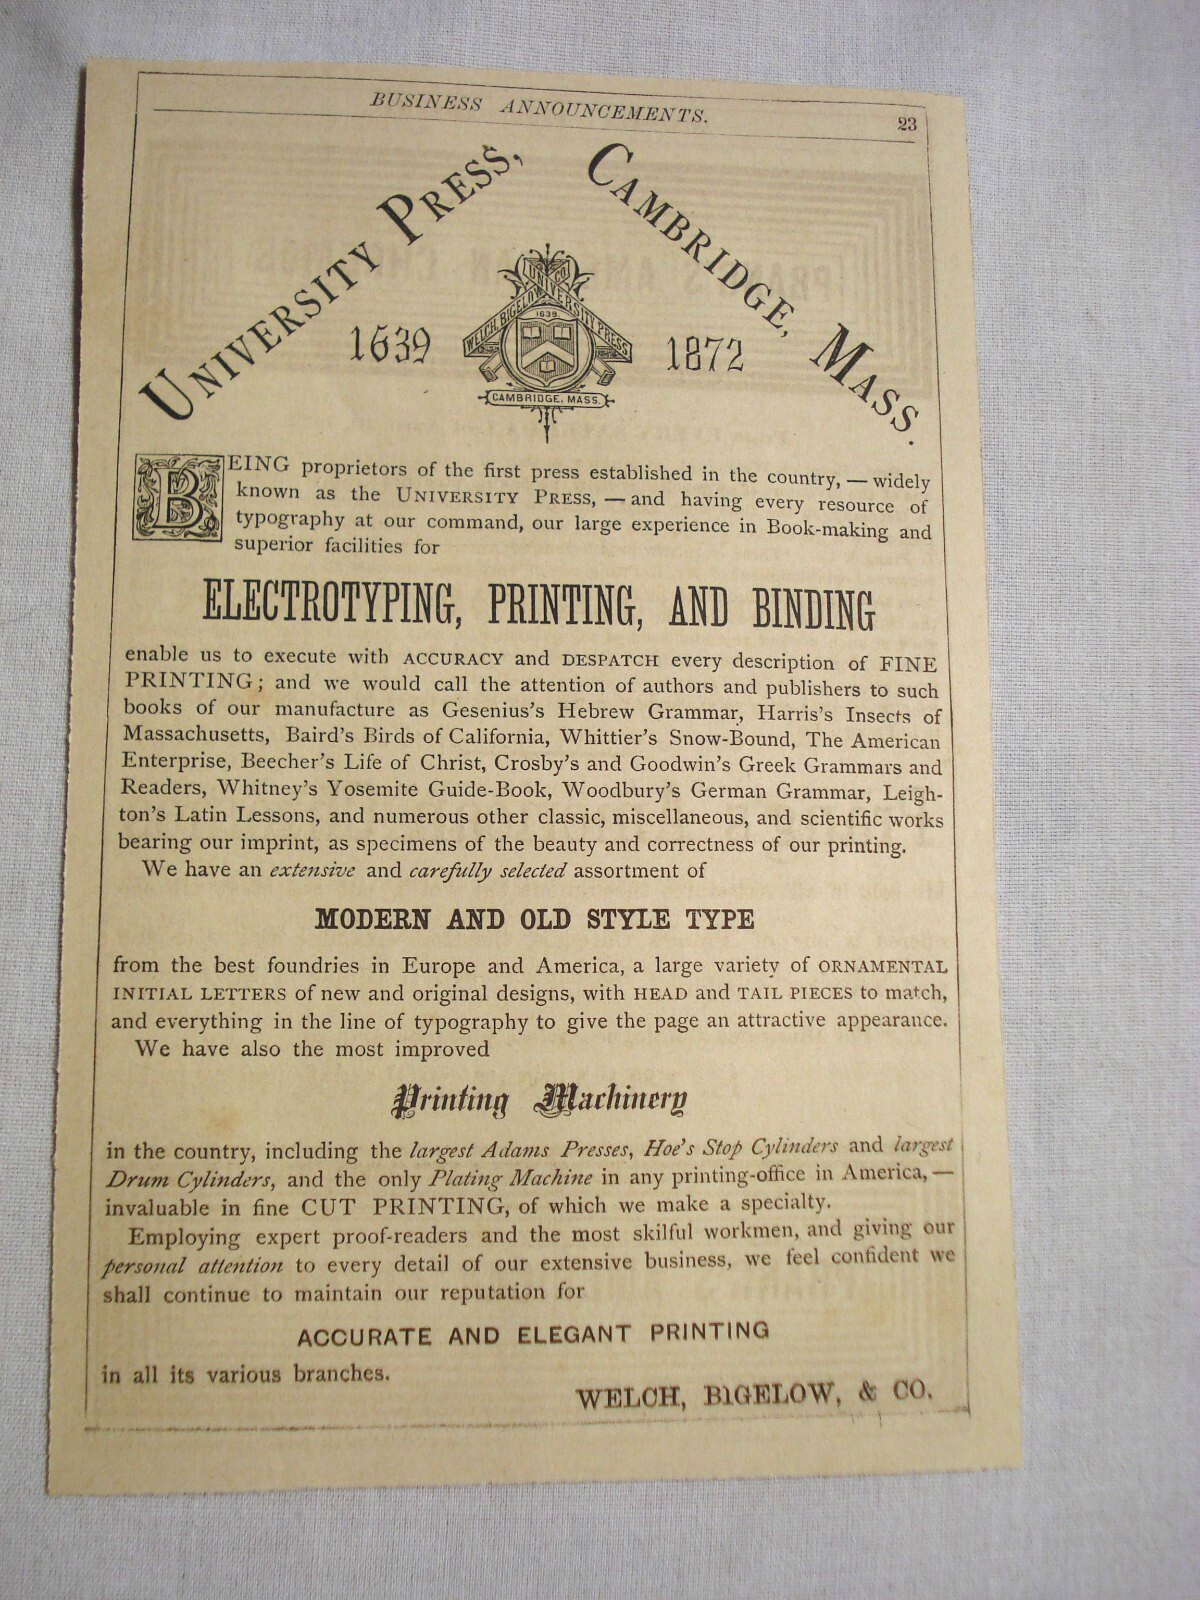 BUSINESS ANNOUNCEMENTS.
23
UNIVERSITY PRESS, CAMBRIDGE, MASS.
1639
WELCH, BIGELOW & CO. UNIVERSITY PRESS
1639
CAMBRIDGE, MASS.
1872
BEING proprietors of the first press established in the country, — widely
known as the UNIVERSITY PRESS, — and having every resource of
typography at our command, our large experience in Book-making and
superior facilities for
ELECTROTYPING, PRINTING, AND BINDING
enable us to execute with ACCURACY and DESPATCH every description of FINE
PRINTING; and we would call the attention of authors and publishers to such
books of our manufacture as Gesenius's Hebrew Grammar, Harris's Insects of
Massachusetts, Baird's Birds of California, Whittier's Snow-Bound, The American
Enterprise, Beecher's Life of Christ, Crosby's and Goodwin's Greek Grammars and
Readers, Whitney's Yosemite Guide-Book, Woodbury's German Grammar, Leigh-
ton's Latin Lessons, and numerous other classic, miscellaneous, and scientific works
bearing our imprint, as specimens of the beauty and correctness of our printing.
We have an extensive and carefully selected assortment of
MODERN AND OLD STYLE TYPE
from the best foundries in Europe and America, a large variety of ORNAMENTAL
INITIAL LETTERS of new and original designs, with HEAD and TAIL PIECES to match,
and everything in the line of typography to give the page an attractive appearance.
We have also the most improved
Printing Machinery
in the country, including the largest Adams Presses, Hoe's Stop Cylinders and largest
Drum Cylinders, and the only Plating Machine in any printing-office in America, —
invaluable in fine CUT PRINTING, of which we make a specialty.
Employing expert proof-readers and the most skilful workmen, and giving our
personal attention to every detail of our extensive business, we feel confident we
shall continue to maintain our reputation for
ACCURATE AND ELEGANT PRINTING
in all its various branches.
WELCH, BIGELOW, & CO.